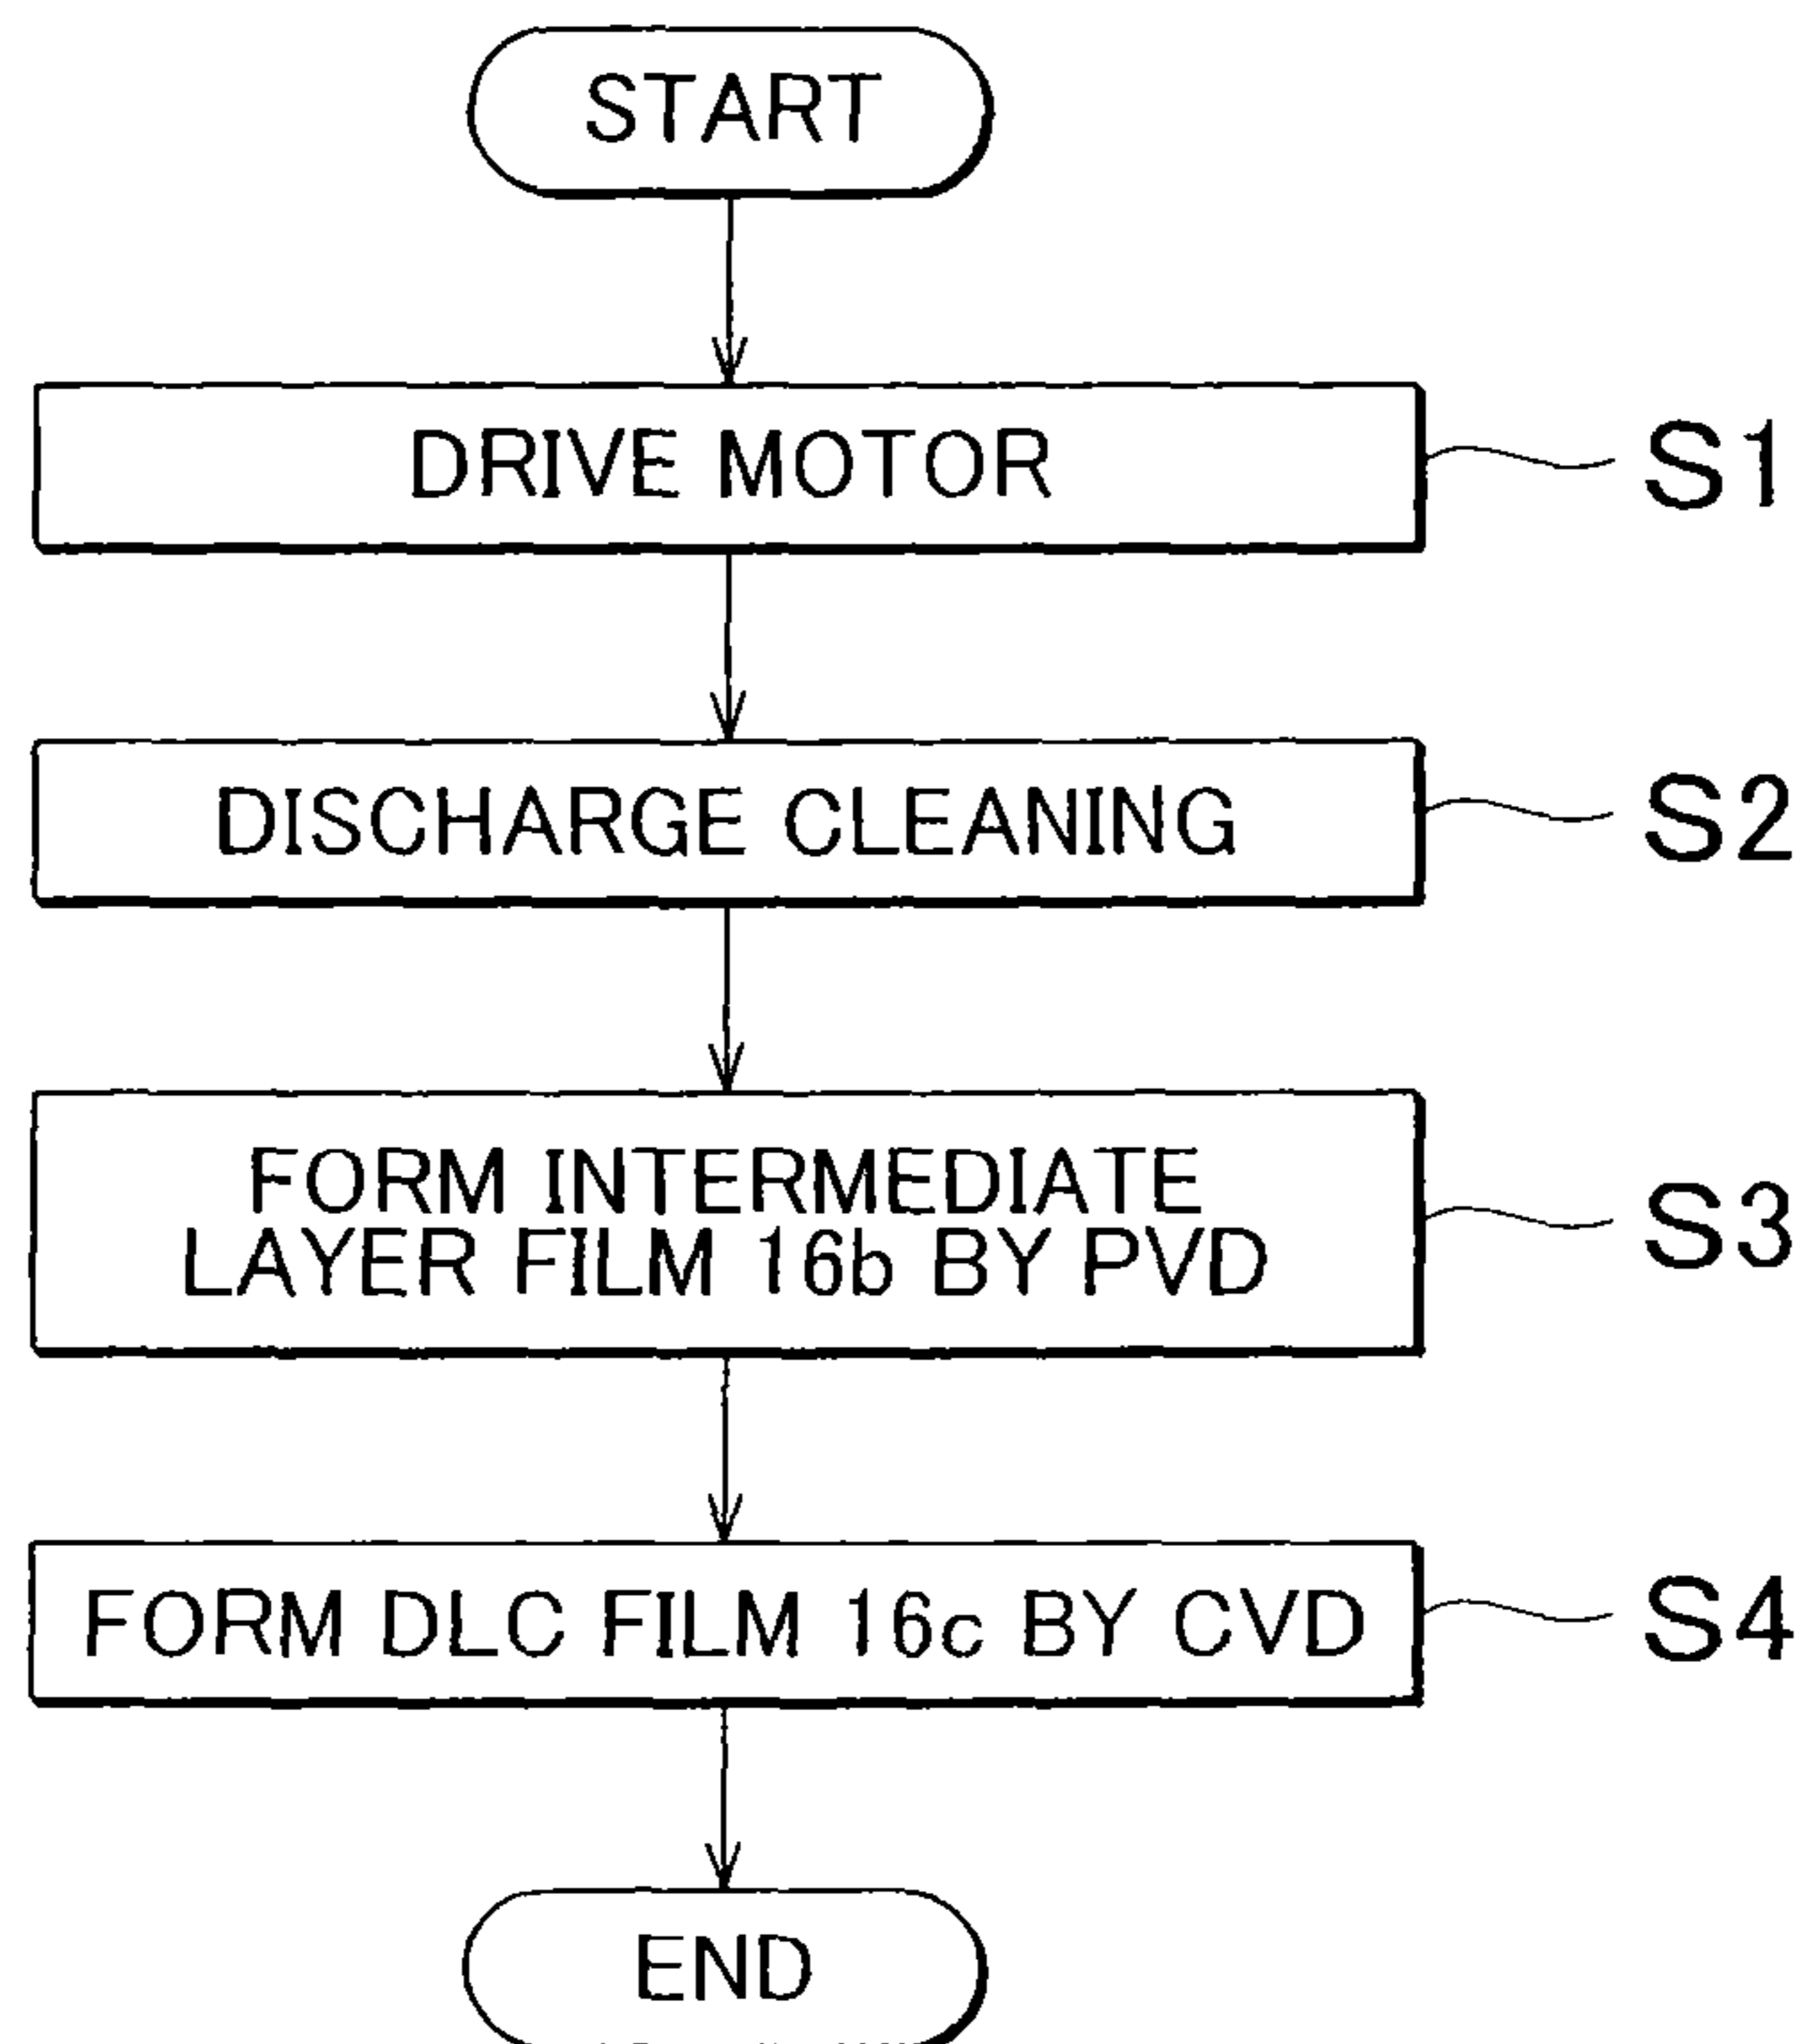 START
DRIVE MOTOR
S1
DISCHARGE CLEANING
S2
FORM INTERMEDIATE
LAYER FILM 16b BY PVD
S3
FORM DLC FILM 16c BY CVD
S4
END